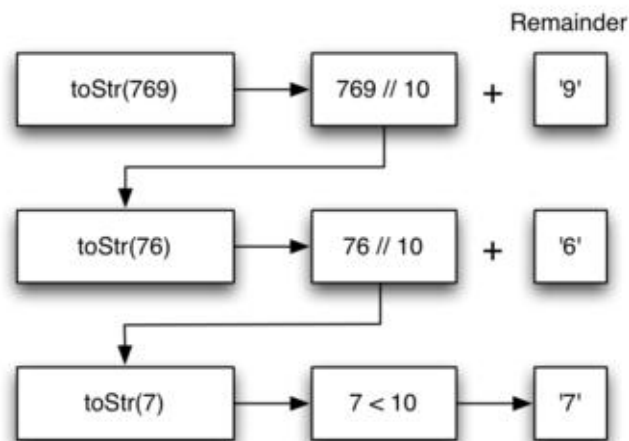 Remainder
toStr(769) 769 // 10 + '9'
toStr(76) 76 // 10 + '6'
toStr(7) 7 < 10 '7'